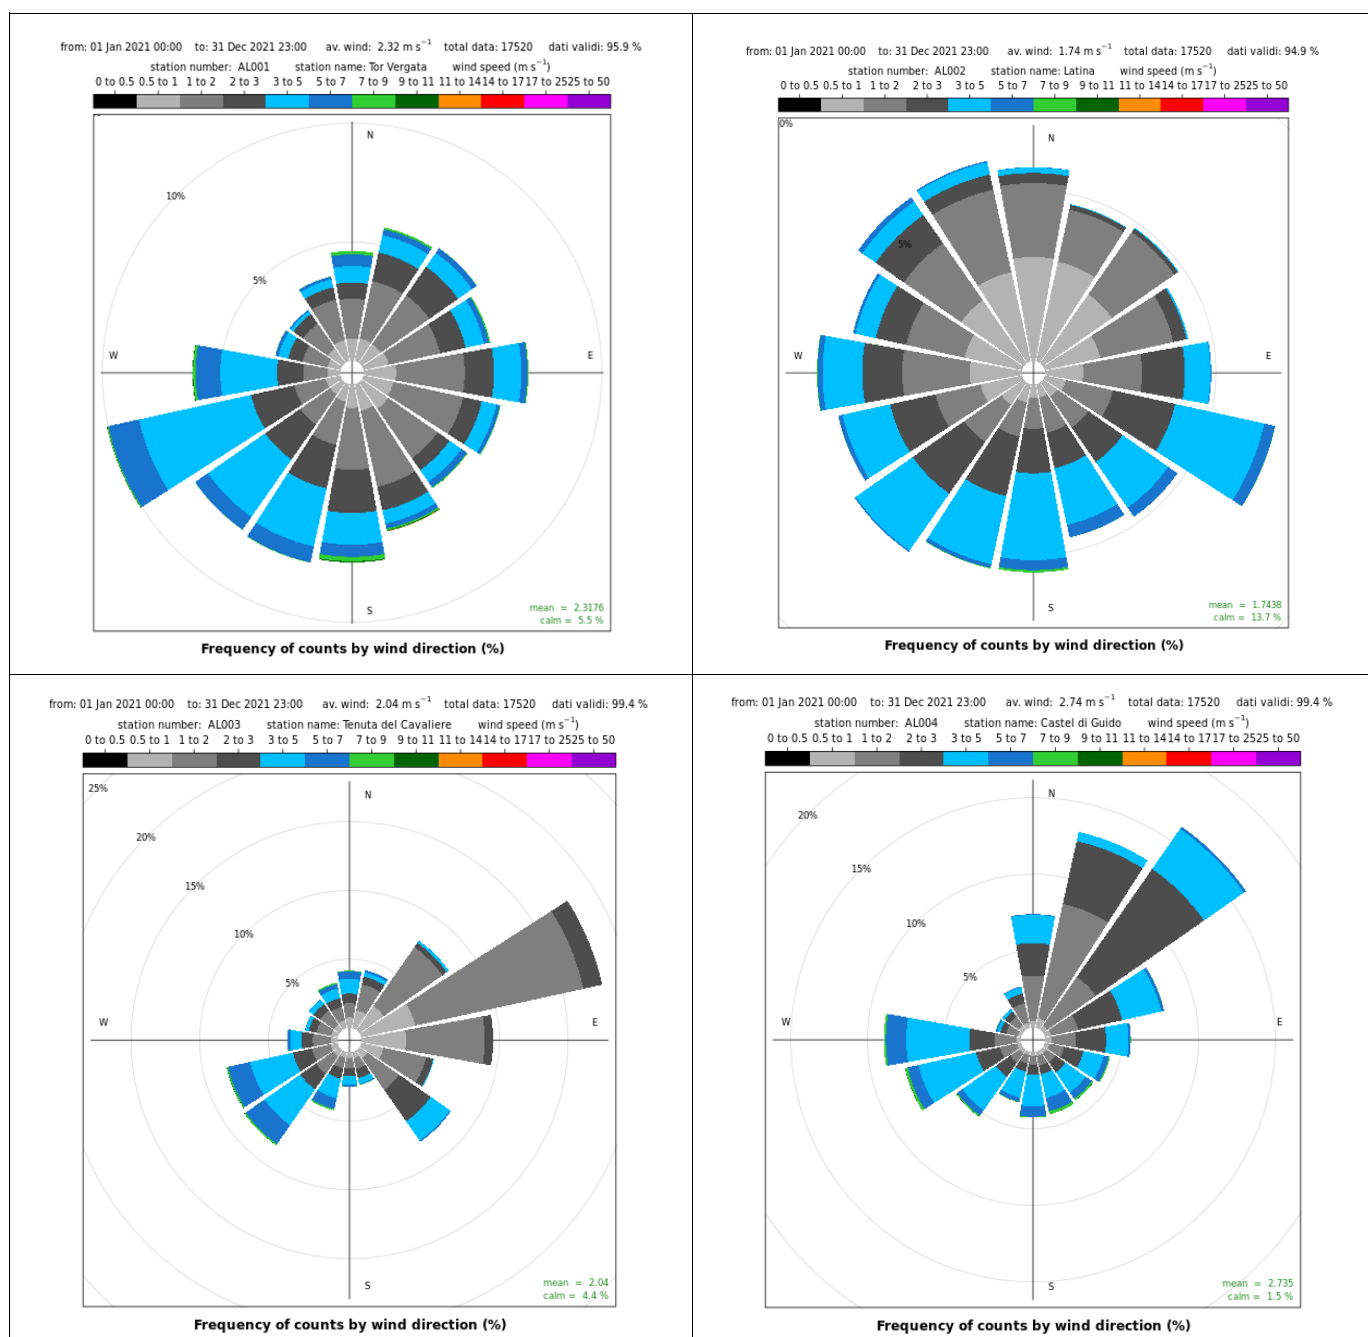 from: 01 Jan 2021 00:00 to: 31 Dec 2021 23:00 av. wind: 2.32 m s⁻¹ total data: 17520 dati validi: 95.9 %
station number: AL001 station name: Tor Vergata wind speed (m s⁻¹)
0 to 0.5 0.5 to 1 1 to 2 2 to 3 3 to 5 5 to 7 7 to 9 9 to 11 11 to 14 14 to 17 17 to 25 25 to 50
N
10%
5%
W
E
S
mean = 2.3176
calm = 5.5 %
Frequency of counts by wind direction (%)
from: 01 Jan 2021 00:00 to: 31 Dec 2021 23:00 av. wind: 1.74 m s⁻¹ total data: 17520 dati validi: 94.9 %
station number: AL002 station name: Latina wind speed (m s⁻¹)
0 to 0.5 0.5 to 1 1 to 2 2 to 3 3 to 5 5 to 7 7 to 9 9 to 11 11 to 14 14 to 17 17 to 25 25 to 50
0%
N
5%
W
E
S
mean = 1.7438
calm = 13.7 %
Frequency of counts by wind direction (%)
from: 01 Jan 2021 00:00 to: 31 Dec 2021 23:00 av. wind: 2.04 m s⁻¹ total data: 17520 dati validi: 99.4 %
station number: AL003 station name: Tenuta del Cavaliere wind speed (m s⁻¹)
0 to 0.5 0.5 to 1 1 to 2 2 to 3 3 to 5 5 to 7 7 to 9 9 to 11 11 to 14 14 to 17 17 to 25 25 to 50
25%
N
20%
15%
10%
5%
W
E
S
mean = 2.04
calm = 4.4 %
Frequency of counts by wind direction (%)
from: 01 Jan 2021 00:00 to: 31 Dec 2021 23:00 av. wind: 2.74 m s⁻¹ total data: 17520 dati validi: 99.4 %
station number: AL004 station name: Castel di Guido wind speed (m s⁻¹)
0 to 0.5 0.5 to 1 1 to 2 2 to 3 3 to 5 5 to 7 7 to 9 9 to 11 11 to 14 14 to 17 17 to 25 25 to 50
N
20%
15%
10%
5%
W
E
S
mean = 2.735
calm = 1.5 %
Frequency of counts by wind direction (%)